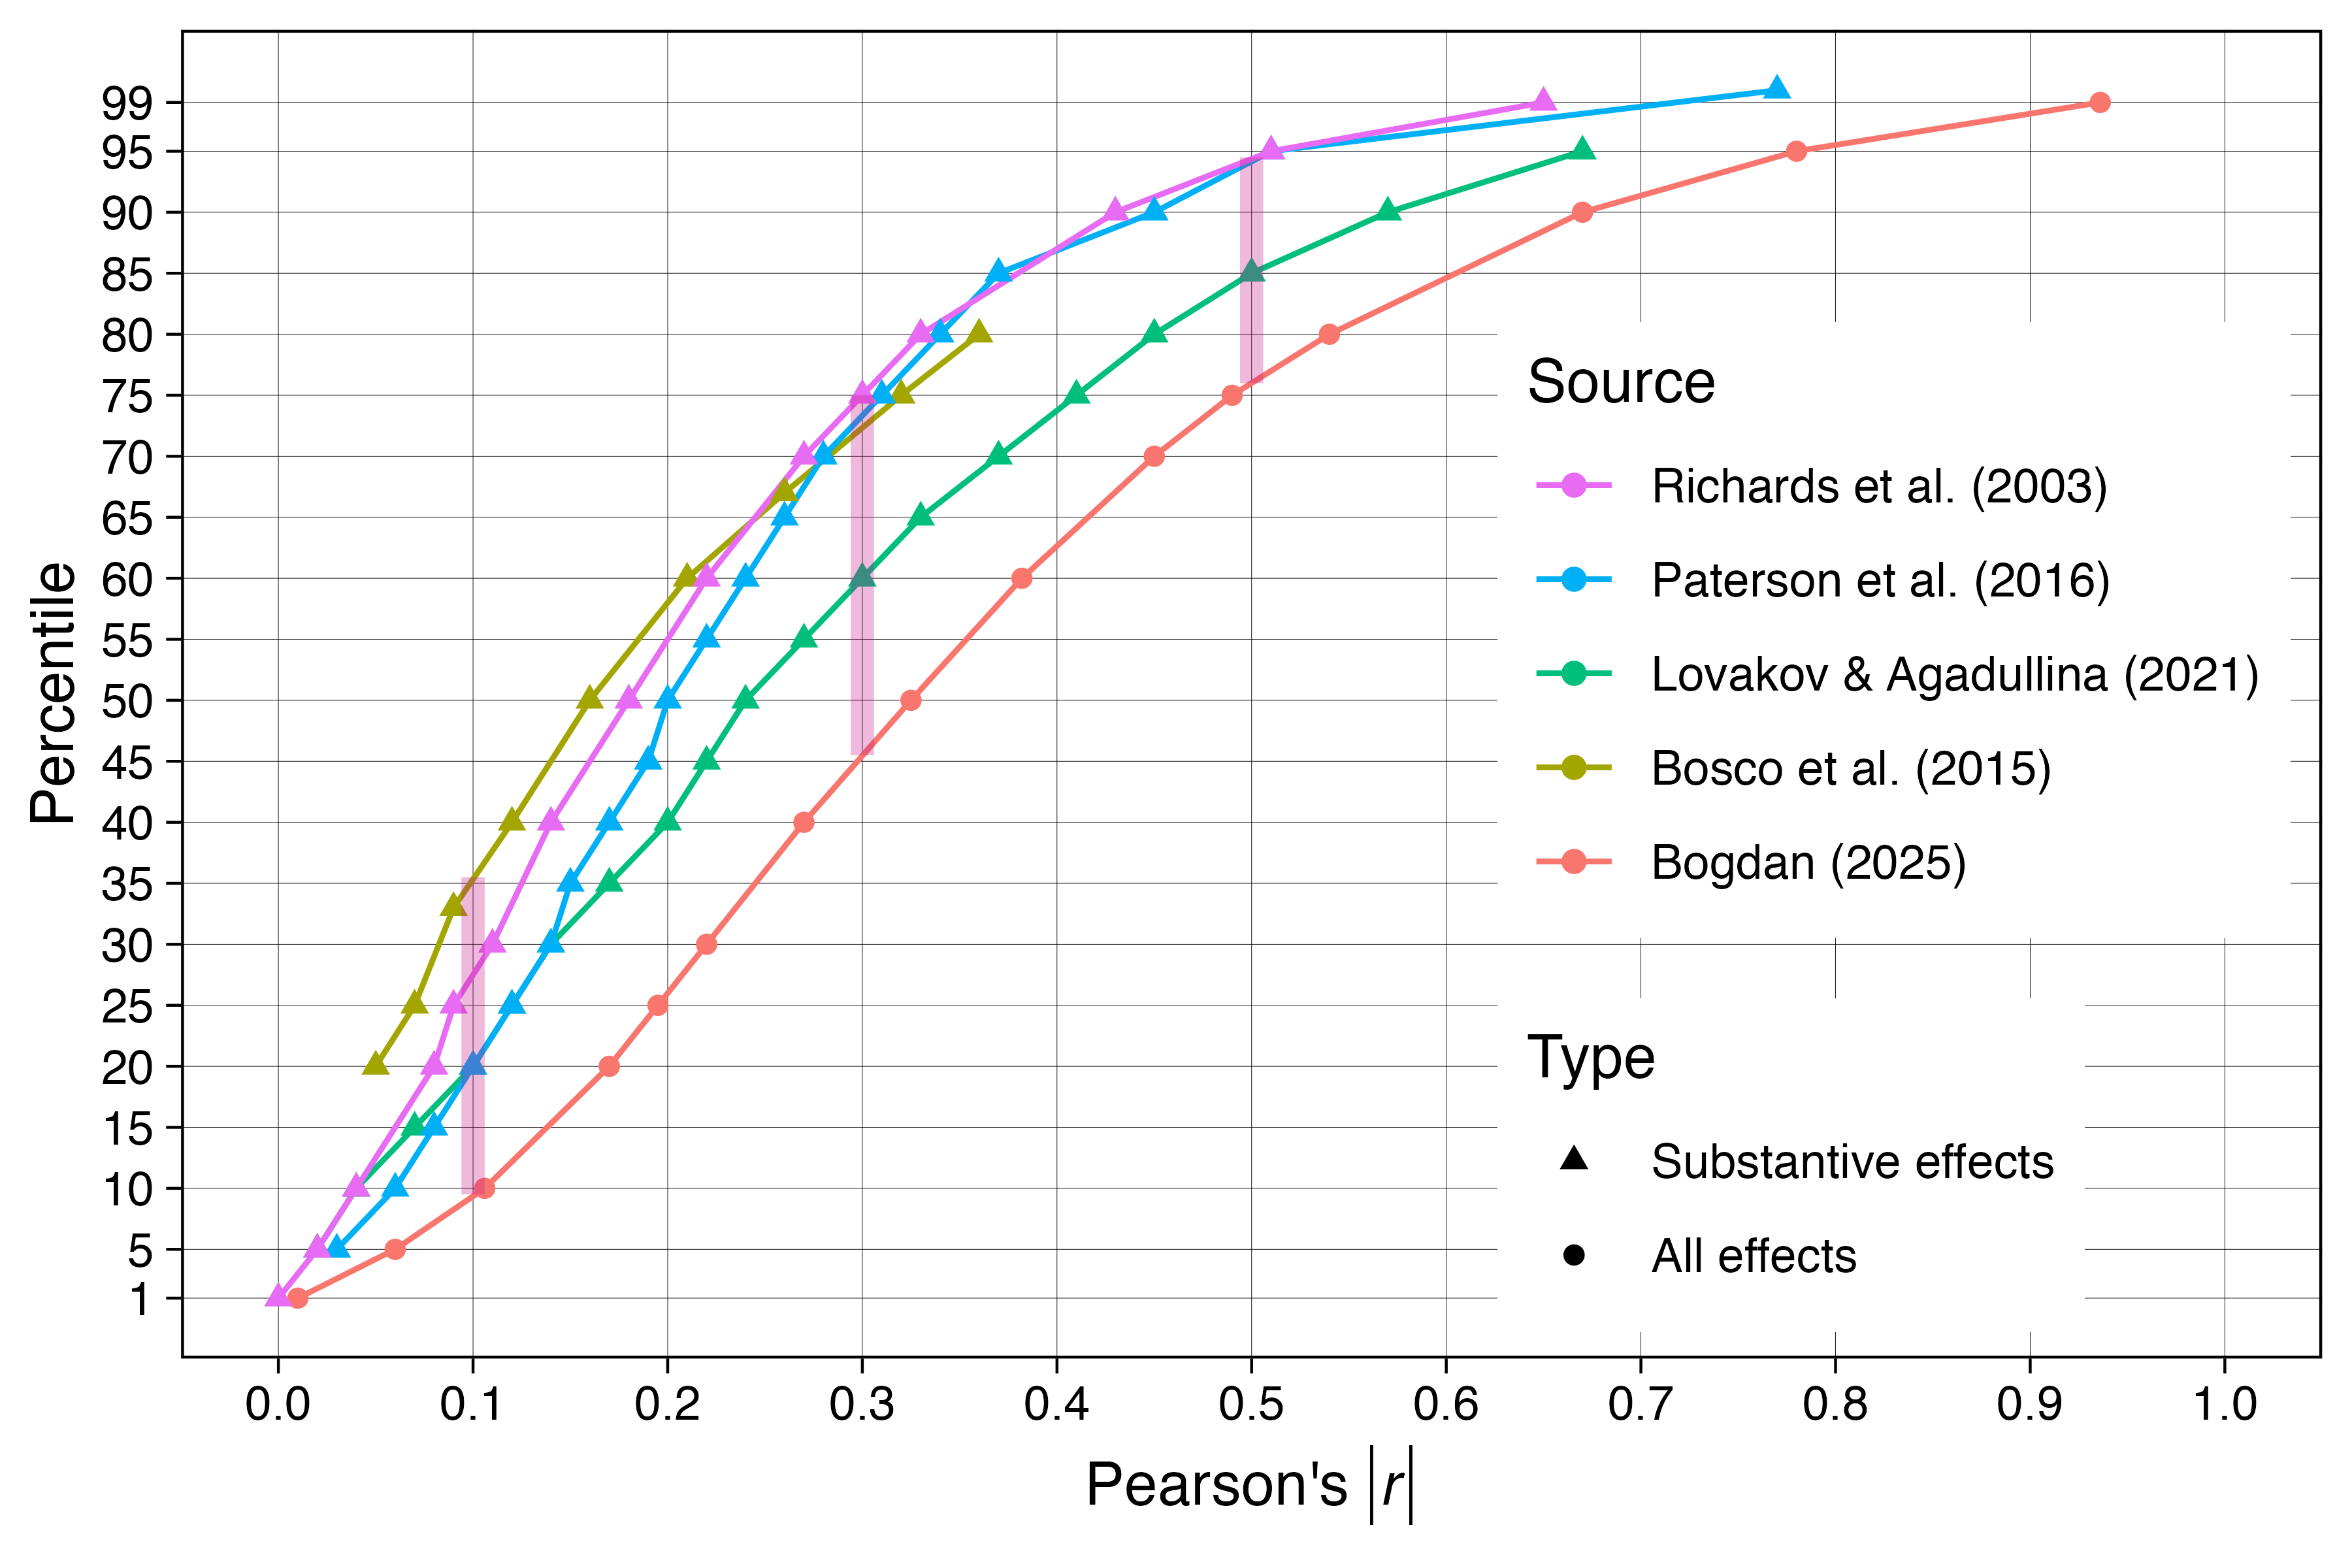 99
95
90
85
80
75
70
65
60
55
50
45
40
35
30
25
20
15
10
5
1
Percentile
0.0 0.1 0.2 0.3 0.4 0.5 0.6 0.7 0.8 0.9 1.0
Pearson's |r|
Source
Richards et al. (2003)
Paterson et al. (2016)
Lovakov & Agadullina (2021)
Bosco et al. (2015)
Bogdan (2025)
Type
Substantive effects
All effects